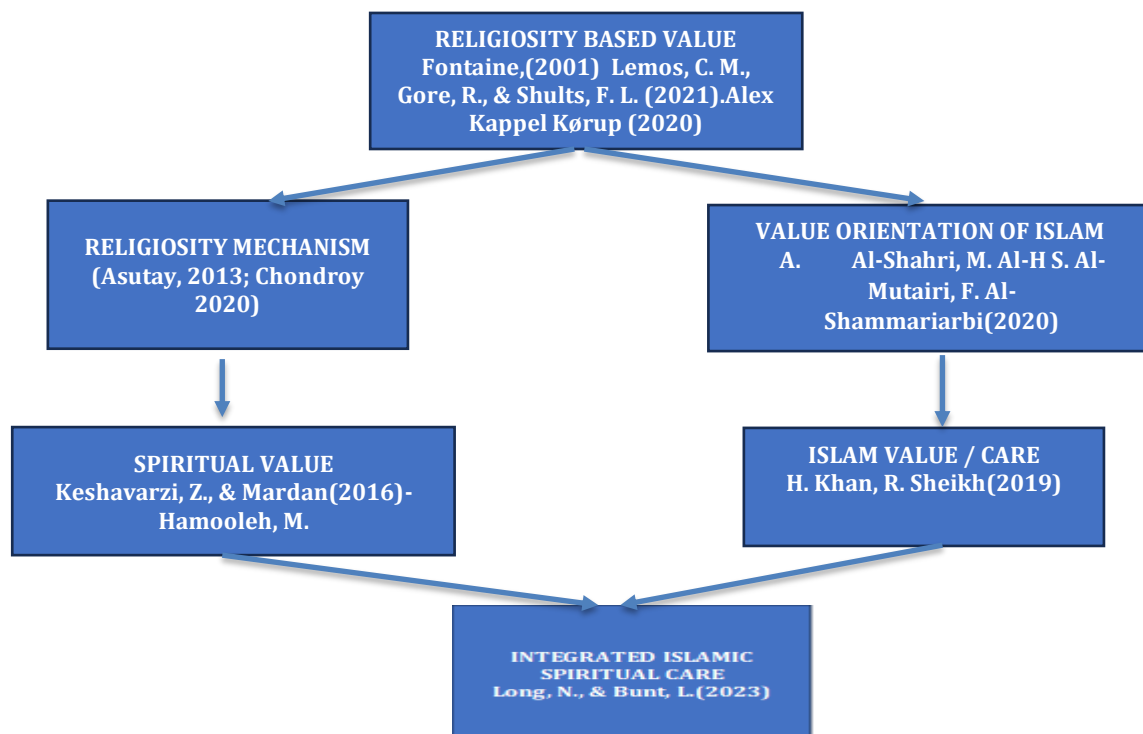 RELIGIOSITY BASED VALUE
Fontaine,(2001) Lemos, C. M.,
Gore, R., & Shults, F. L. (2021).Alex
Kappel Kørup (2020)
RELIGIOSITY MECHANISM
(Asutay, 2013; Chondroy
2020)
VALUE ORIENTATION OF ISLAM
A. Al-Shahri, M. Al-H S. Al-
Mutairi, F. Al-
Shammariarbi(2020)
SPIRITUAL VALUE
Keshavarzi, Z., & Mardan(2016)-
Hamooleh, M.
ISLAM VALUE / CARE
H. Khan, R. Sheikh(2019)
INTEGRATED ISLAMIC
SPIRITUAL CARE
Long, N., & Bunt, L.(2023)